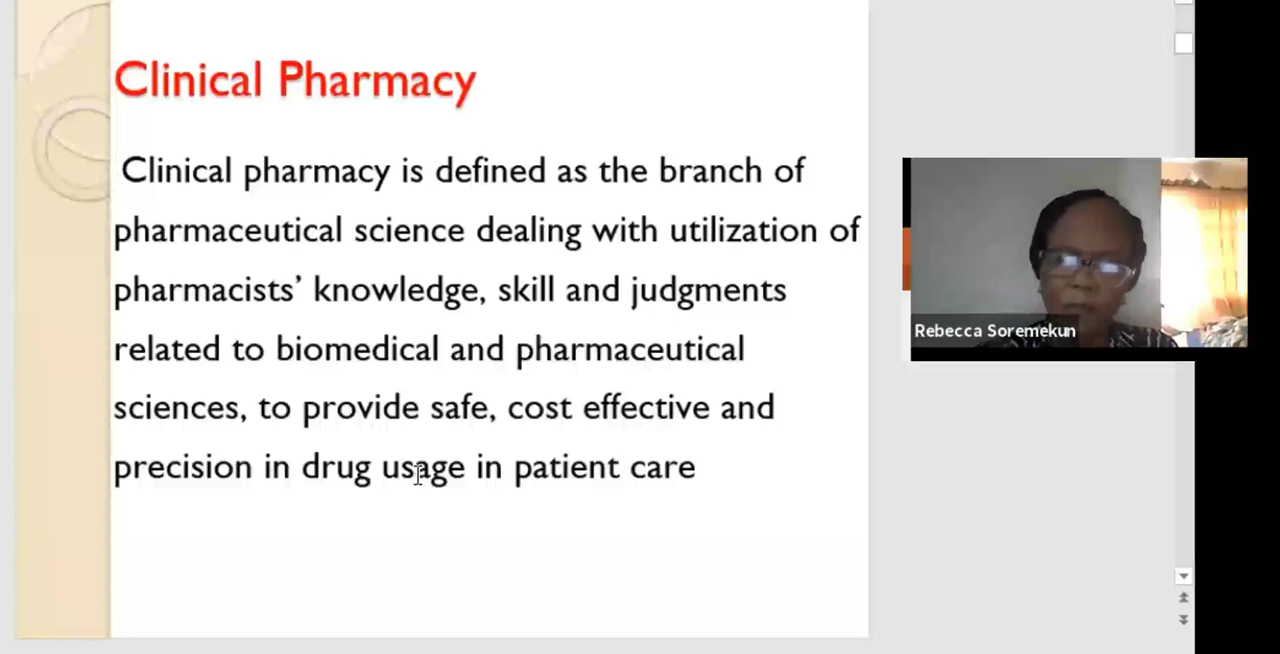 Clinical Pharmacy
Clinical pharmacy is defined as the branch of
pharmaceutical science dealing with utilization of
pharmacists’ knowledge, skill and judgments
related to biomedical and pharmaceutical
sciences, to provide safe, cost effective and
precision in drug usage in patient care
Rebecca Soremekun